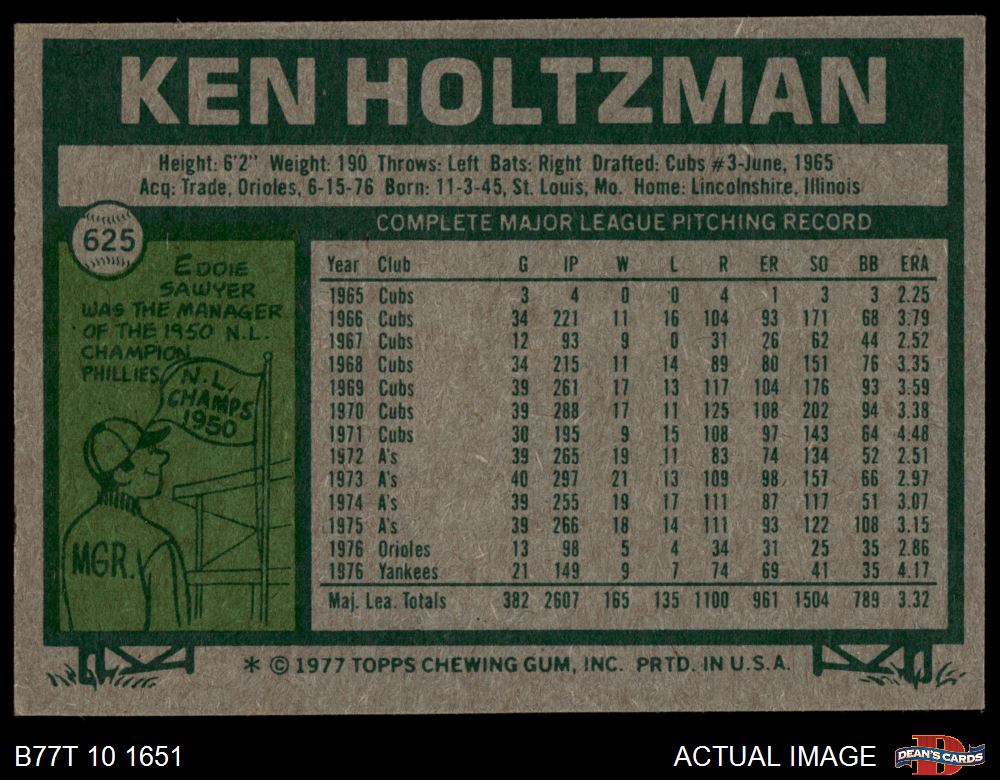 KEN HOLTZMAN
Height: 6'2" Weight: 190 Throws: Left Bats: Right Drafted: Cubs #3-June, 1965
Acq: Trade, Orioles, 6-15-76 Born: 11-3-45, St. Louis, Mo. Home: Lincolnshire, Illinois
625
EDDIE
SAWYER
WAS THE MANAGER
OF THE 1950 N.L.
CHAMPION
PHILLIES.
N.L.
CHAMPS
1950
MGR.
COMPLETE MAJOR LEAGUE PITCHING RECORD
Year Club G IP W L R ER SO BB ERA
1965 Cubs 3 4 0 0 4 1 3 3 2.25
1966 Cubs 34 221 11 16 104 93 171 68 3.79
1967 Cubs 12 93 9 0 31 26 62 44 2.52
1968 Cubs 34 215 11 14 89 80 151 76 3.35
1969 Cubs 39 261 17 13 117 104 176 93 3.59
1970 Cubs 39 288 17 11 125 108 202 94 3.38
1971 Cubs 30 195 9 15 108 97 143 64 4.48
1972 A's 39 265 19 11 83 74 134 52 2.51
1973 A's 40 297 21 13 109 98 157 66 2.97
1974 A's 39 255 19 17 111 87 117 51 3.07
1975 A's 39 266 18 14 111 93 122 108 3.15
1976 Orioles 13 98 5 4 34 31 25 35 2.86
1976 Yankees 21 149 9 7 74 69 41 35 4.17
Maj. Lea. Totals 382 2607 165 135 1100 961 1504 789 3.32
* © 1977 TOPPS CHEWING GUM, INC. PRTD. IN U.S.A.
B77T 10 1651
ACTUAL IMAGE
DEAN'S CARDS